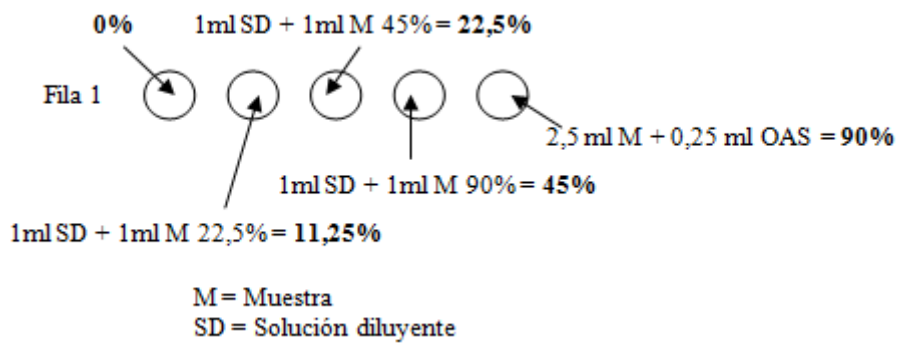 0%
1ml SD + 1ml M 45% = 22,5%
Fila 1
2,5 ml M + 0,25 ml OAS = 90%
1ml SD + 1ml M 90% = 45%
1ml SD + 1ml M 22,5% = 11,25%
M = Muestra
SD = Solución diluyente